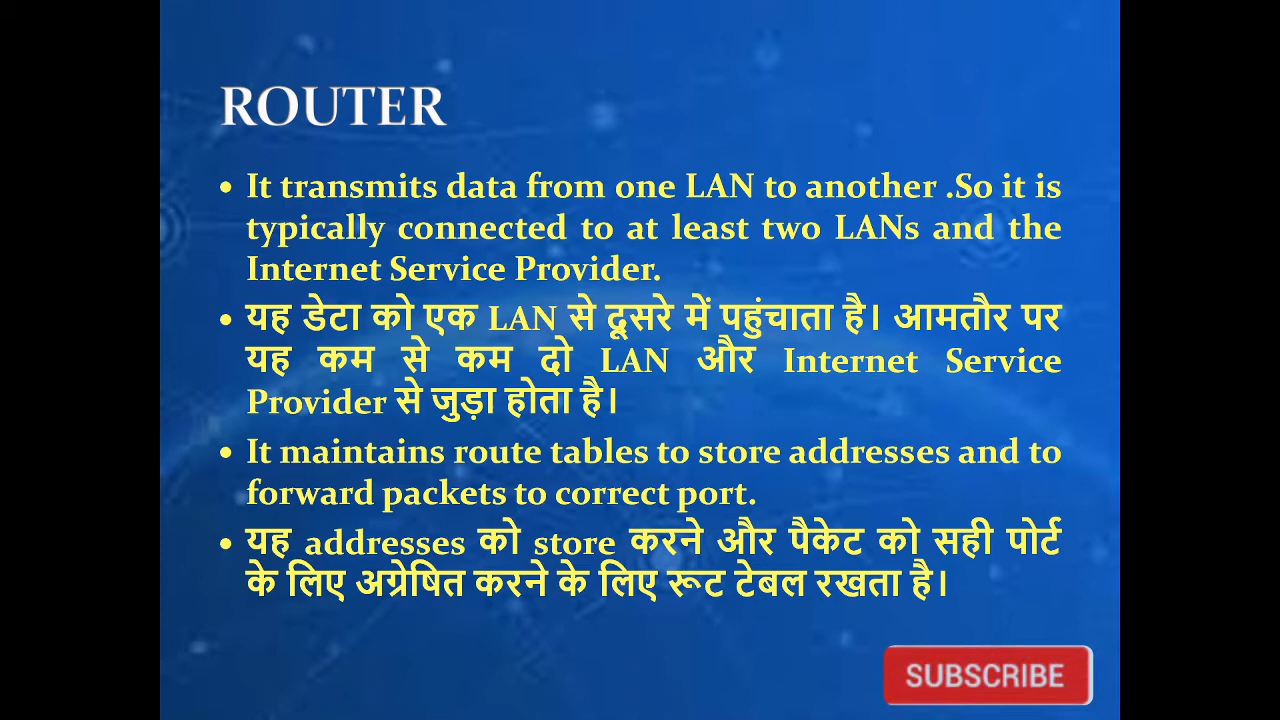 ROUTER
• It transmits data from one LAN to another .So it is
typically connected to at least two LANs and the
Internet Service Provider.
• यह डेटा को एक LAN से दूसरे में पहुंचाता है। आमतौर पर
यह कम से कम दो LAN और Internet Service
Provider से जुड़ा होता है।
• It maintains route tables to store addresses and to
forward packets to correct port.
• यह addresses को store करने और पैकेट को सही पोर्ट
के लिए अग्रेषित करने के लिए रूट टेबल रखता है।
SUBSCRIBE